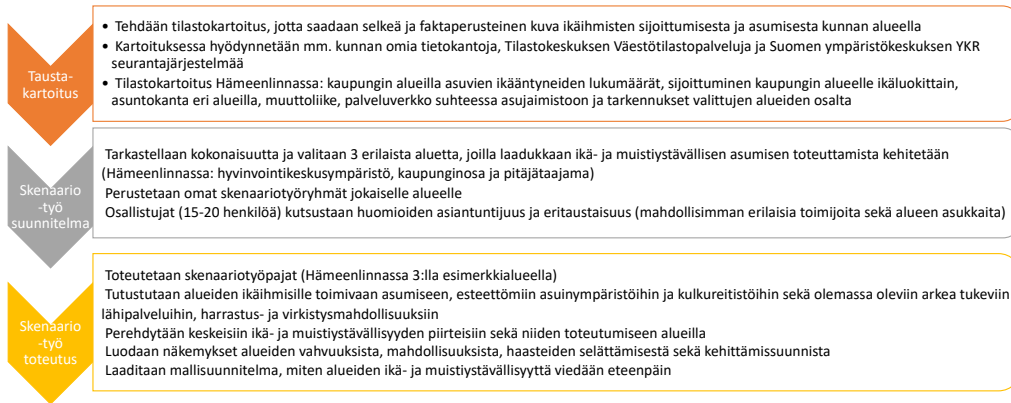 Tausta-
kartoitus
• Tehdään tilastokartoitus, jotta saadaan selkeä ja faktaperusteinen kuva ikäihmisten sijoittumisesta ja asumisesta kunnan alueella
• Kartoituksessa hyödynnetään mm. kunnan omia tietokantoja, Tilastokeskuksen Väestötilastopalveluja ja Suomen ympäristökeskuksen YKR
seurantajärjestelmää
• Tilastokartoitus Hämeenlinnassa: kaupungin alueilla asuvien ikääntyneiden lukumäärät, sijoittuminen kaupungin alueelle ikäluokittain,
asuntokanta eri alueilla, muuttoliike, palveluverkko suhteessa asujaimistoon ja tarkennukset valittujen alueiden osalta
Skenaario
-työ
suunnitelma
Tarkastellaan kokonaisuutta ja valitaan 3 erilaista aluetta, joilla laadukkaan ikä- ja muistiystävällisen asumisen toteuttamista kehitetään
(Hämeenlinnassa: hyvinvointikeskusympäristö, kaupunginosa ja pitäjätaajama)
Perustetaan omat skenaariotyöryhmät jokaiselle alueelle
Osallistujat (15-20 henkilöä) kutsustaan huomioiden asiantuntijuus ja eritaustaisuus (mahdollisimman erilaisia toimijoita sekä alueen asukkaita)
Skenaario
-työ
toteutus
Toteutetaan skenaariotyöpajat (Hämeenlinnassa 3:lla esimerkkialueella)
Tutustutaan alueiden ikäihmisille toimivaan asumiseen, esteettömiin asuinympäristöihin ja kulkureitistöihin sekä olemassa oleviin arkea tukeviin
lähipalveluihin, harrastus- ja virkistysmahdollisuuksiin
Perehdytään keskeisiin ikä- ja muistiystävällisyyden piirteisiin sekä niiden toteutumiseen alueilla
Luodaan näkemykset alueiden vahvuuksista, mahdollisuuksista, haasteiden selättämisestä sekä kehittämissuunnista
Laaditaan mallisuunnitelma, miten alueiden ikä- ja muistiystävällisyyttä viedään eteenpäin